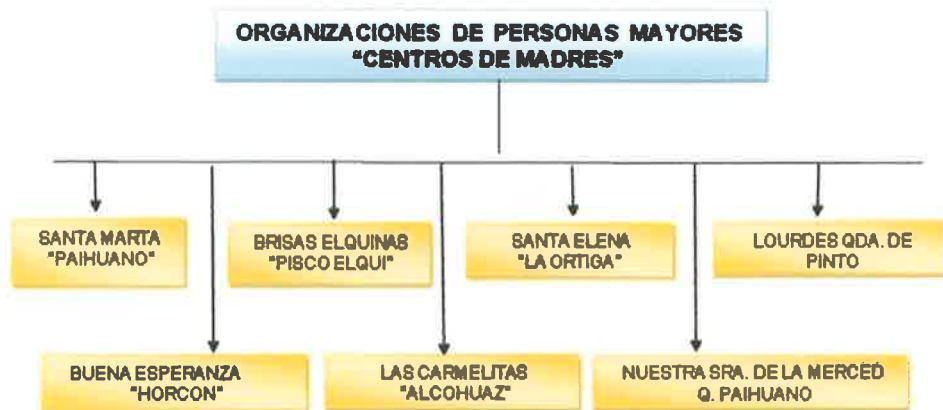 ORGANIZACIONES DE PERSONAS MAYORES
"CENTROS DE MADRES"
SANTA MARTA
"PAIHUANO"
BRISAS ELQUINAS
"PISCO ELQUI"
SANTA ELENA
"LA ORTIGA"
LOURDES QDA. DE
PINTO
BUENA ESPERANZA
"HORCON"
LAS CARMELITAS
"ALCOHUAZ"
NUESTRA SRA. DE LA MERCED
Q. PAIHUANO